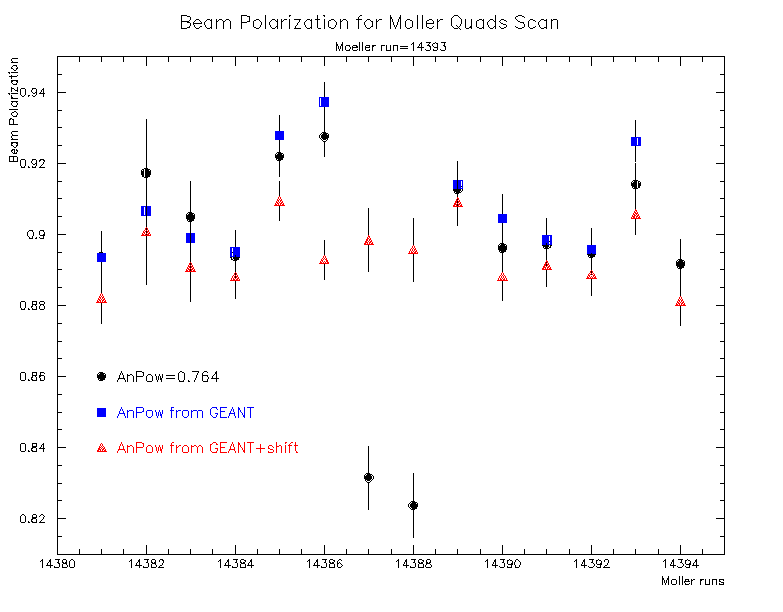 Beam Polarization for Moller Quads Scan
Moeller run=14393
Beam Polarization
0.94
0.92
0.9
0.88
0.86
0.84
0.82
AnPow=0.764
AnPow from GEANT
AnPow from GEANT+shift
14380 14382 14384 14386 14388 14390 14392 14394
Moller runs